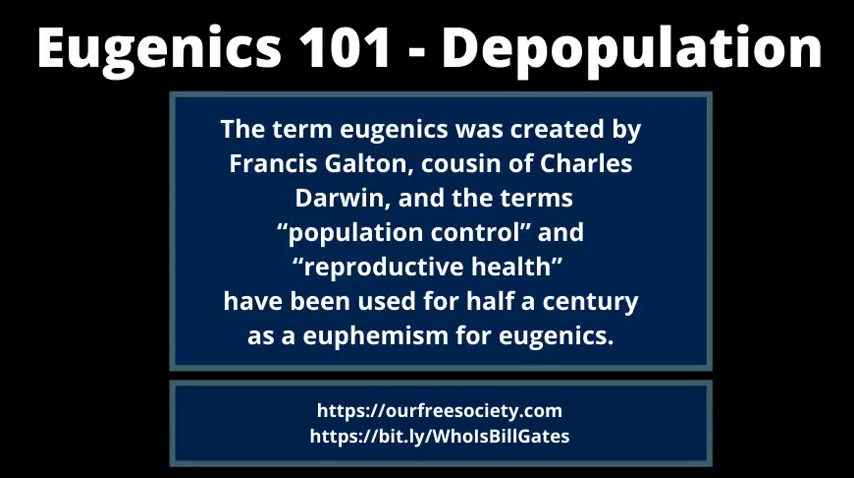 Eugenics 101 - Depopulation
The term eugenics was created by
Francis Galton, cousin of Charles
Darwin, and the terms
“population control” and
“reproductive health”
have been used for half a century
as a euphemism for eugenics.
https://ourfreesociety.com
https://bit.ly/WhoIsBillGates